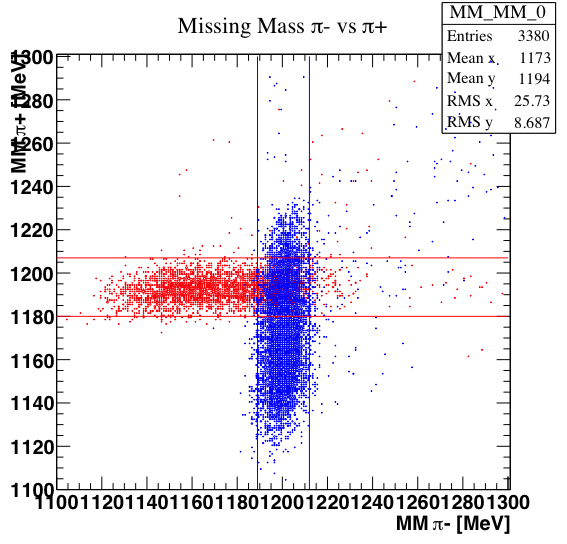 Missing Mass π- vs π+
MM_MM_0
Entries 3380
Mean x 1173
Mean y 1194
RMS x 25.73
RMS y 8.687
MM π+ [MeV]
1300
1280
1260
1240
1220
1200
1180
1160
1140
1120
1100
1100 1120 1140 1160 1180 1200 1220 1240 1260 1280 1300
MM π- [MeV]